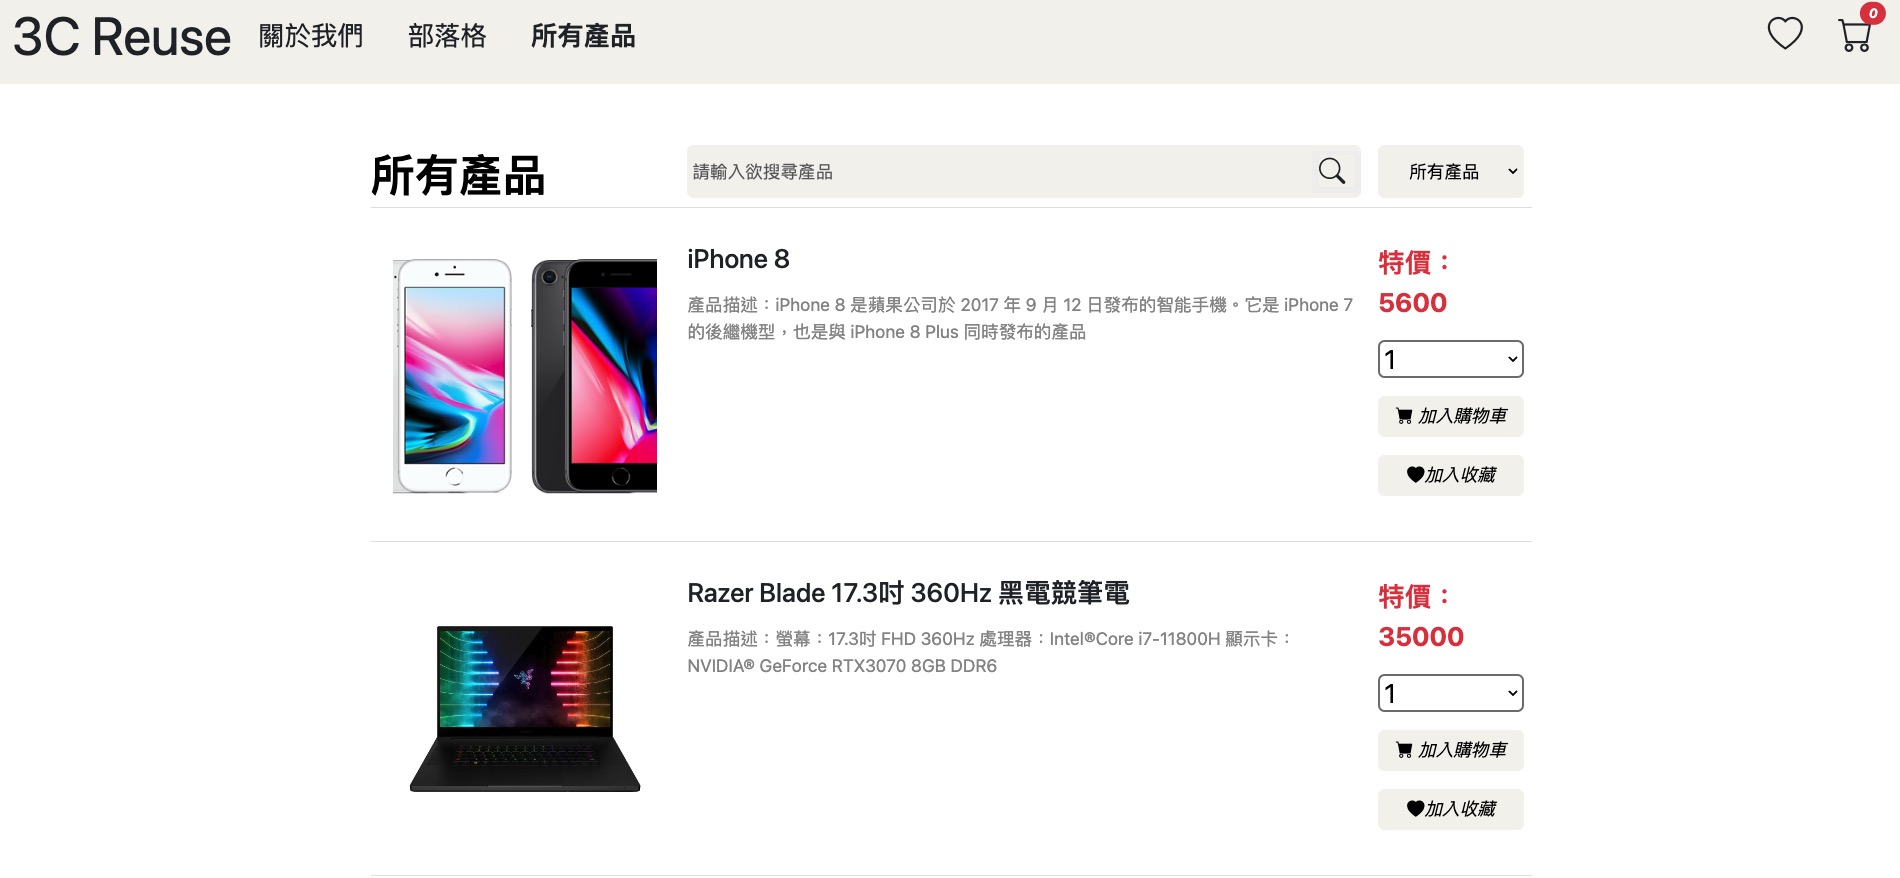 3C Reuse 關於我們 部落格 所有產品 0
所有產品 請輸入欲搜尋產品 所有產品
iPhone 8
產品描述：iPhone 8 是蘋果公司於 2017 年 9 月 12 日發布的智能手機。它是 iPhone 7
的後繼機型，也是與 iPhone 8 Plus 同時發布的產品
特價：
5600
1
加入購物車
加入收藏
Razer Blade 17.3吋 360Hz 黑電競筆電
產品描述：螢幕：17.3吋 FHD 360Hz 處理器：Intel®Core i7-11800H 顯示卡：
NVIDIA® GeForce RTX3070 8GB DDR6
特價：
35000
1
加入購物車
加入收藏